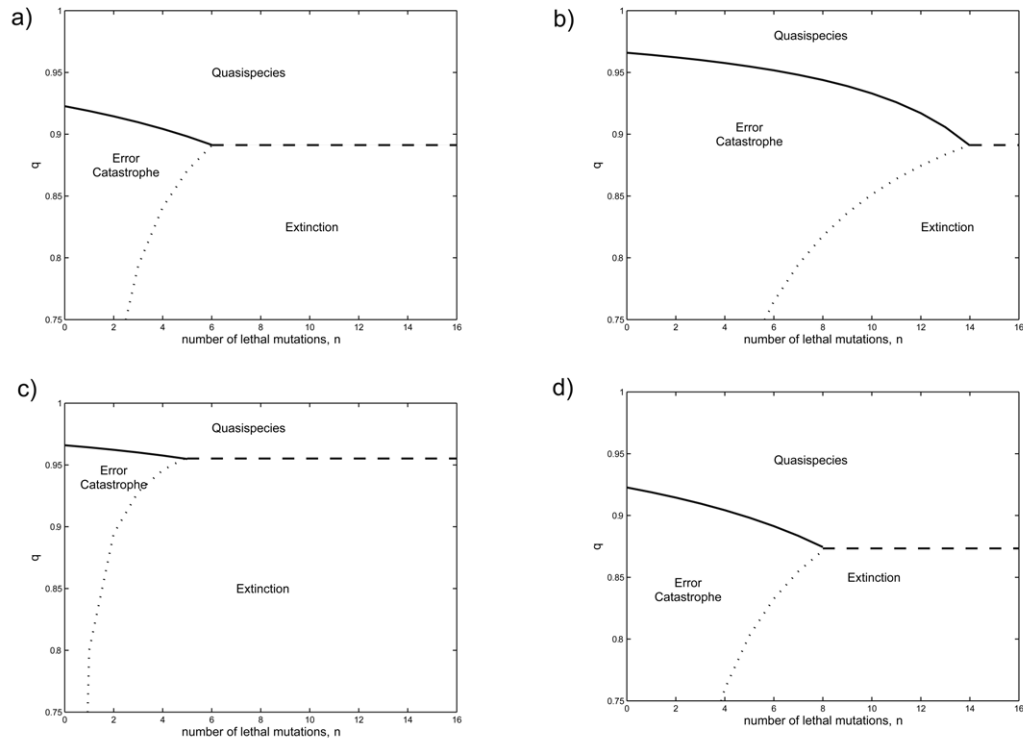 a)
1
0.95
0.9
0.85
0.8
0.75
q
Quasispecies
Error
Catastrophe
Extinction
0 2 4 6 8 10 12 14 16
number of lethal mutations, n
b)
1
0.95
0.9
0.85
0.8
0.75
q
Quasispecies
Error
Catastrophe
Extinction
0 2 4 6 8 10 12 14 16
number of lethal mutations, n
c)
1
0.95
0.9
0.85
0.8
0.75
q
Quasispecies
Error
Catastrophe
Extinction
0 2 4 6 8 10 12 14 16
number of lethal mutations, n
d)
1
0.95
0.9
0.85
0.8
0.75
q
Quasispecies
Error
Catastrophe
Extinction
0 2 4 6 8 10 12 14 16
number of lethal mutations, n